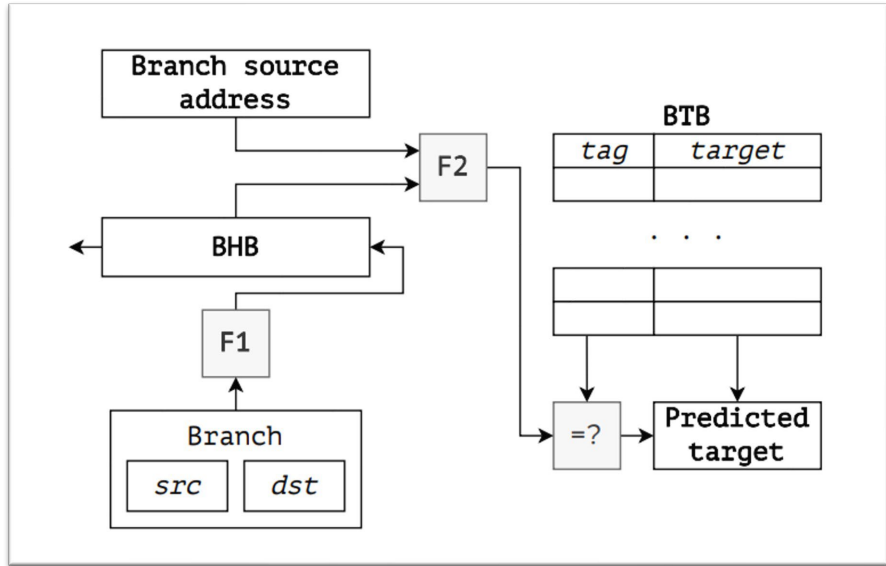 Branch source
address
F2
BHB
F1
Branch
src
dst
BTB
tag
target
. . .
=?
Predicted
target